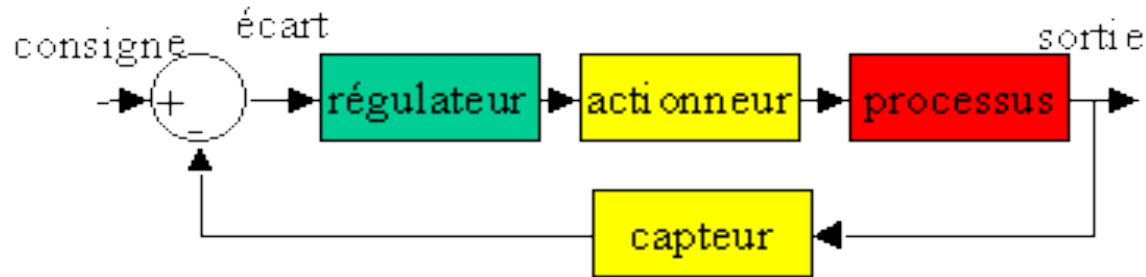 consigne
écart
sortie
+
-
régulateur
actionneur
processus
capteur